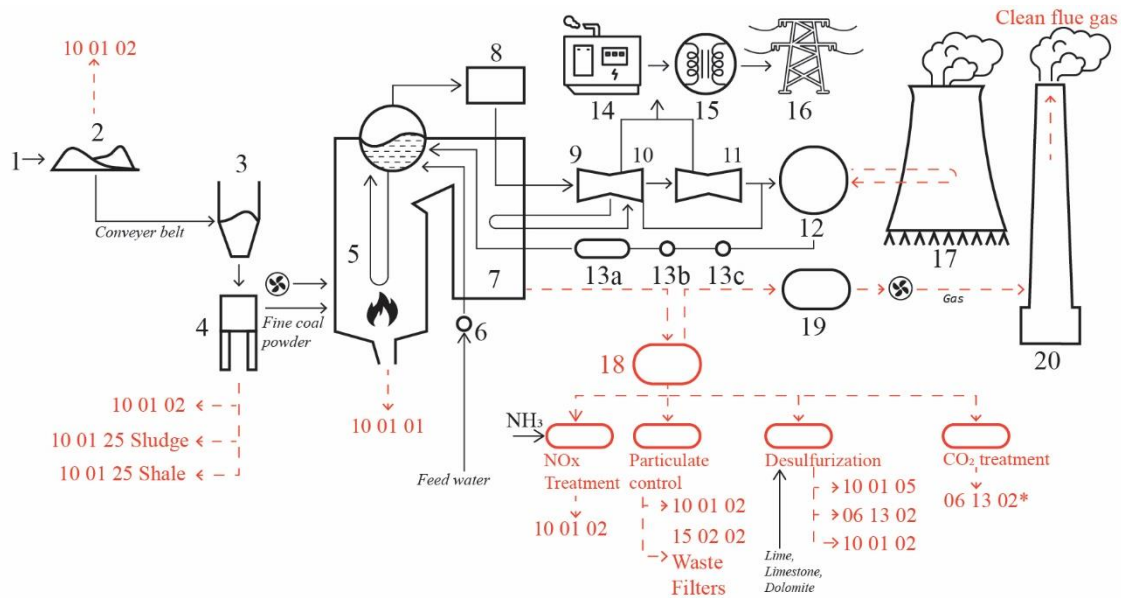 Clean flue gas
10 01 02
8
2
14
15
16
1
3
9
10
11
Conveyer belt
5
12
7
13a
13b
13c
17
4
Fine coal
powder
6
19
Gas
20
18
10 01 02
10 01 25 Sludge
10 01 25 Shale
10 01 01
Feed water
NH₃
NOx
Treatment
10 01 02
Particulate
control
10 01 02
15 02 02
Waste
Filters
Desulfurization
10 01 05
06 13 02
10 01 02
Lime,
Limestone,
Dolomite
CO₂ treatment
06 13 02*